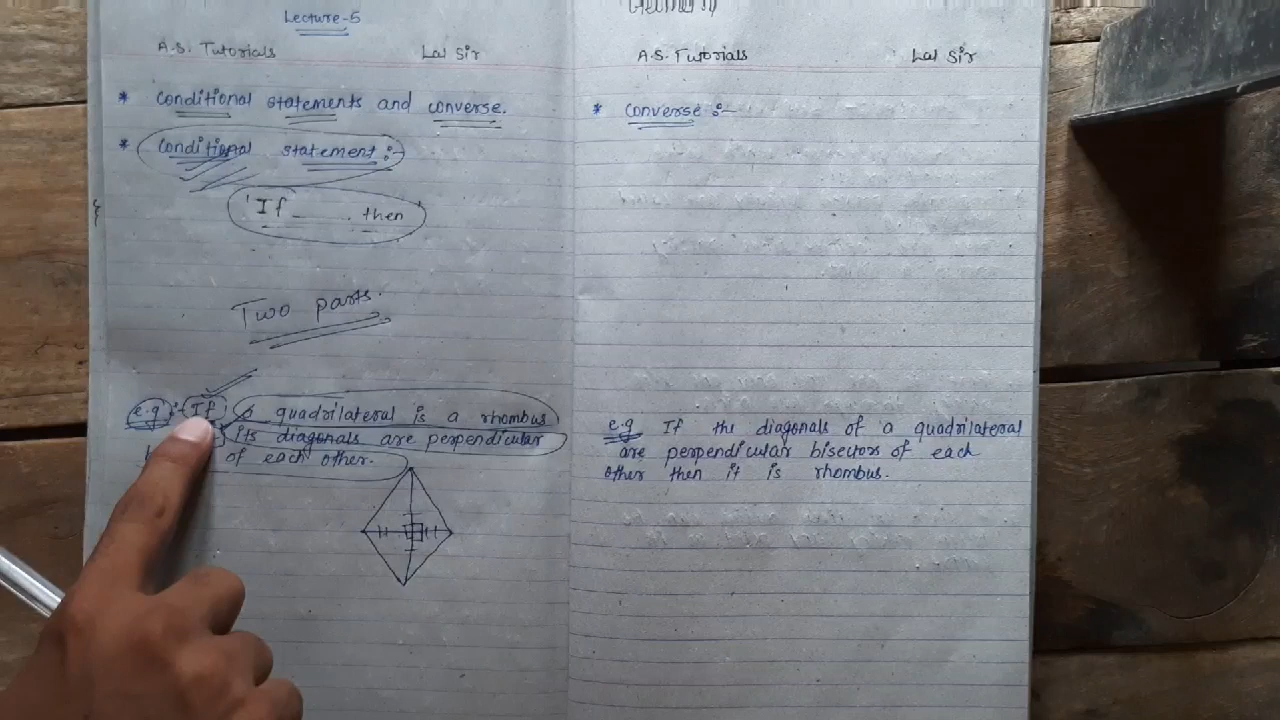 Lecture-5
A.S. Tutorials Lal Sir
* Conditional statements and converse.
* Conditional statement :-
'If _ ..... then'
Two parts.
e.g :- If a quadrilateral is a rhombus
its diagonals are perpendicular
of each other.
Geometry
A.S. Tutorials Lal Sir
* Converse :-
e.g If the diagonals of a quadrilateral
are perpendicular bisectors of each
other then it is rhombus.